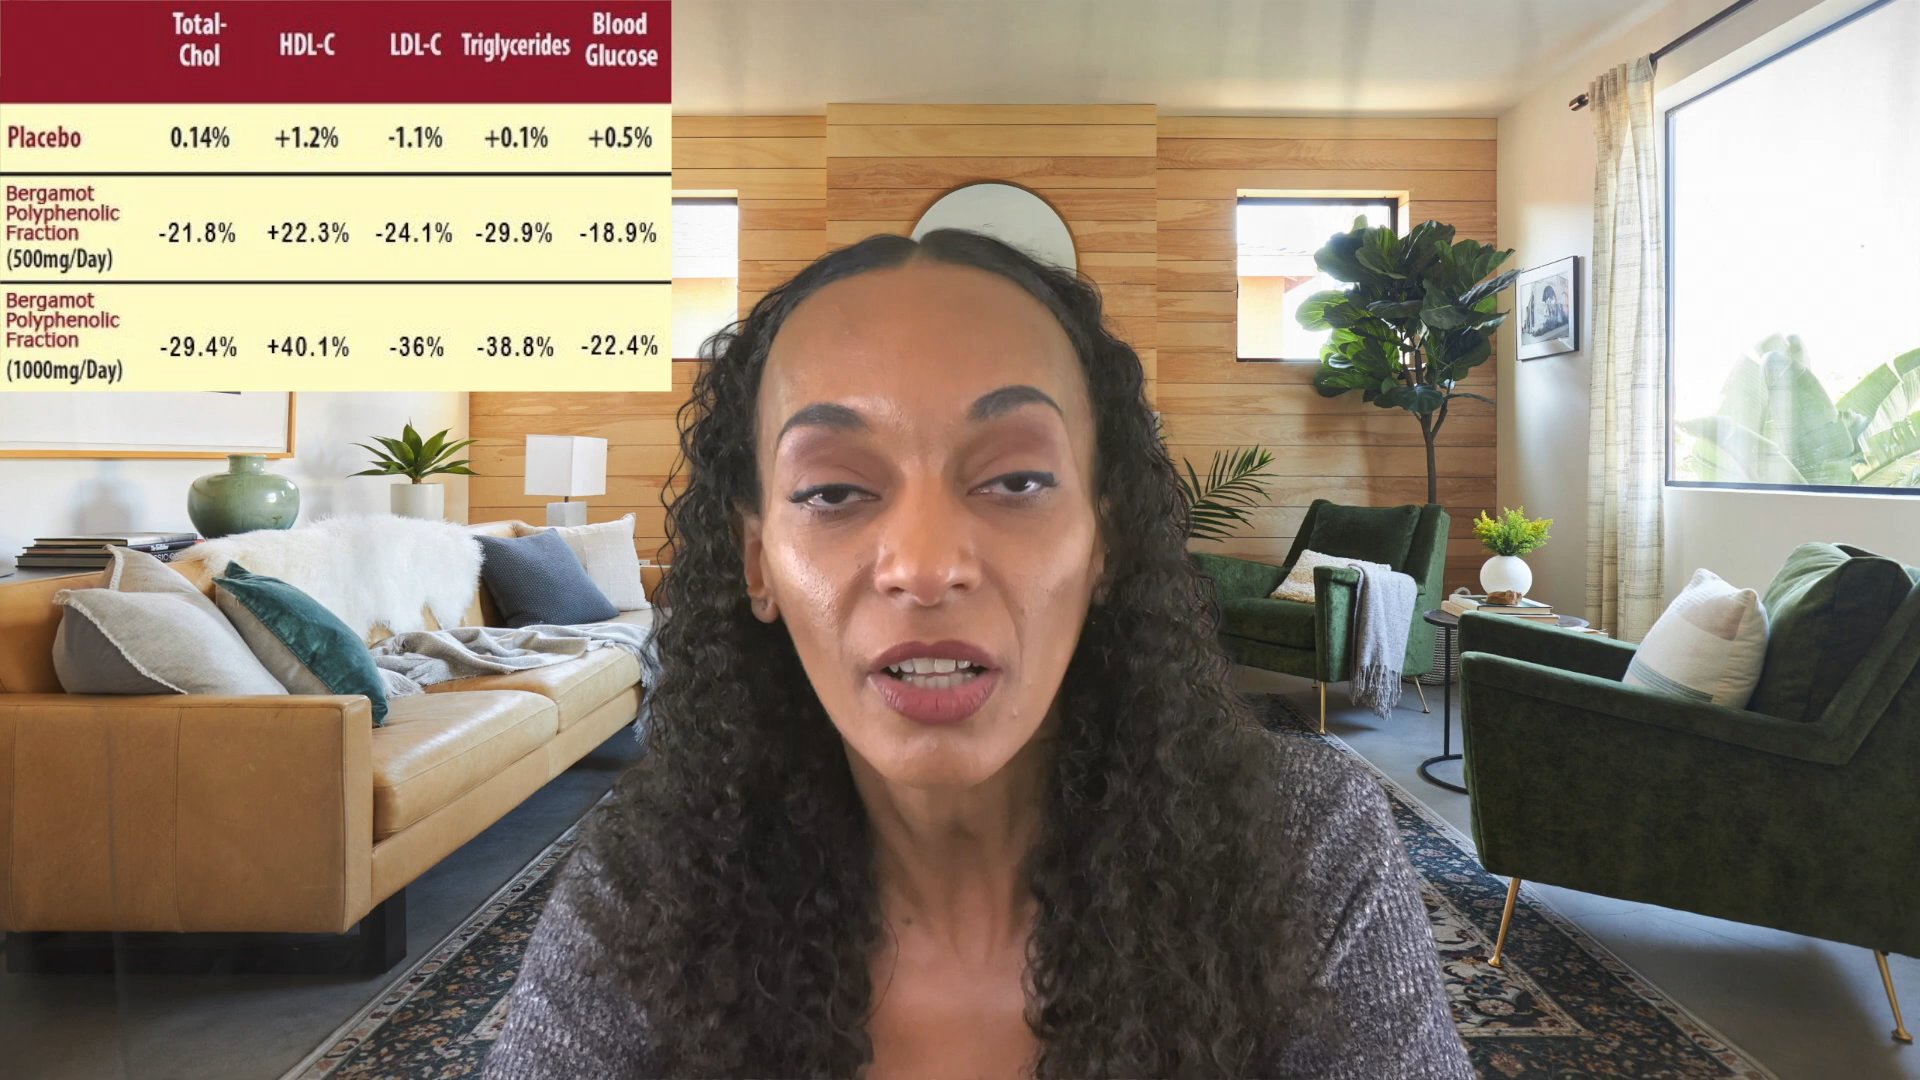 Total-Chol HDL-C LDL-C Triglycerides Blood Glucose
Placebo 0.14% +1.2% -1.1% +0.1% +0.5%
Bergamot
Polyphenolic
Fraction
(500mg/Day) -21.8% +22.3% -24.1% -29.9% -18.9%
Bergamot
Polyphenolic
Fraction
(1000mg/Day) -29.4% +40.1% -36% -38.8% -22.4%